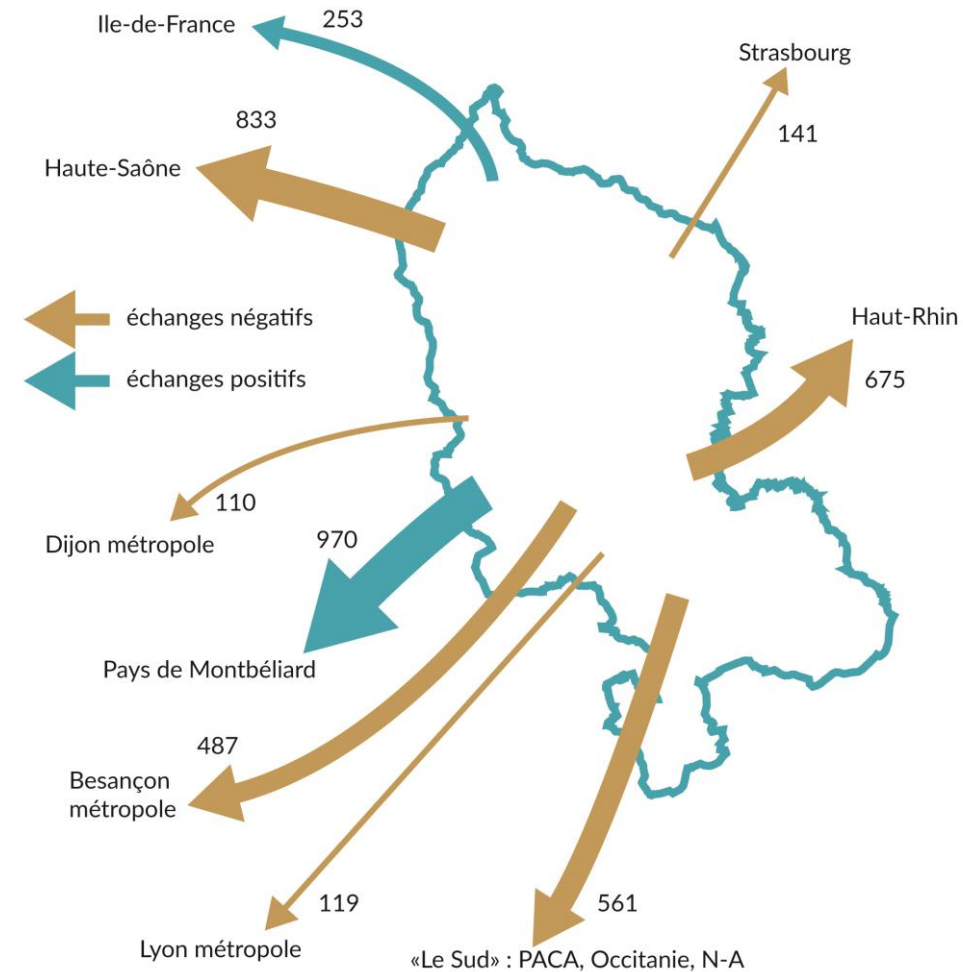 Ile-de-France
253
Strasbourg
141
833
Haute-Saône
échanges négatifs
échanges positifs
Haut-Rhin
675
110
Dijon métropole
970
Pays de Montbéliard
487
Besançon
métropole
119
Lyon métropole
561
«Le Sud» : PACA, Occitanie, N-A